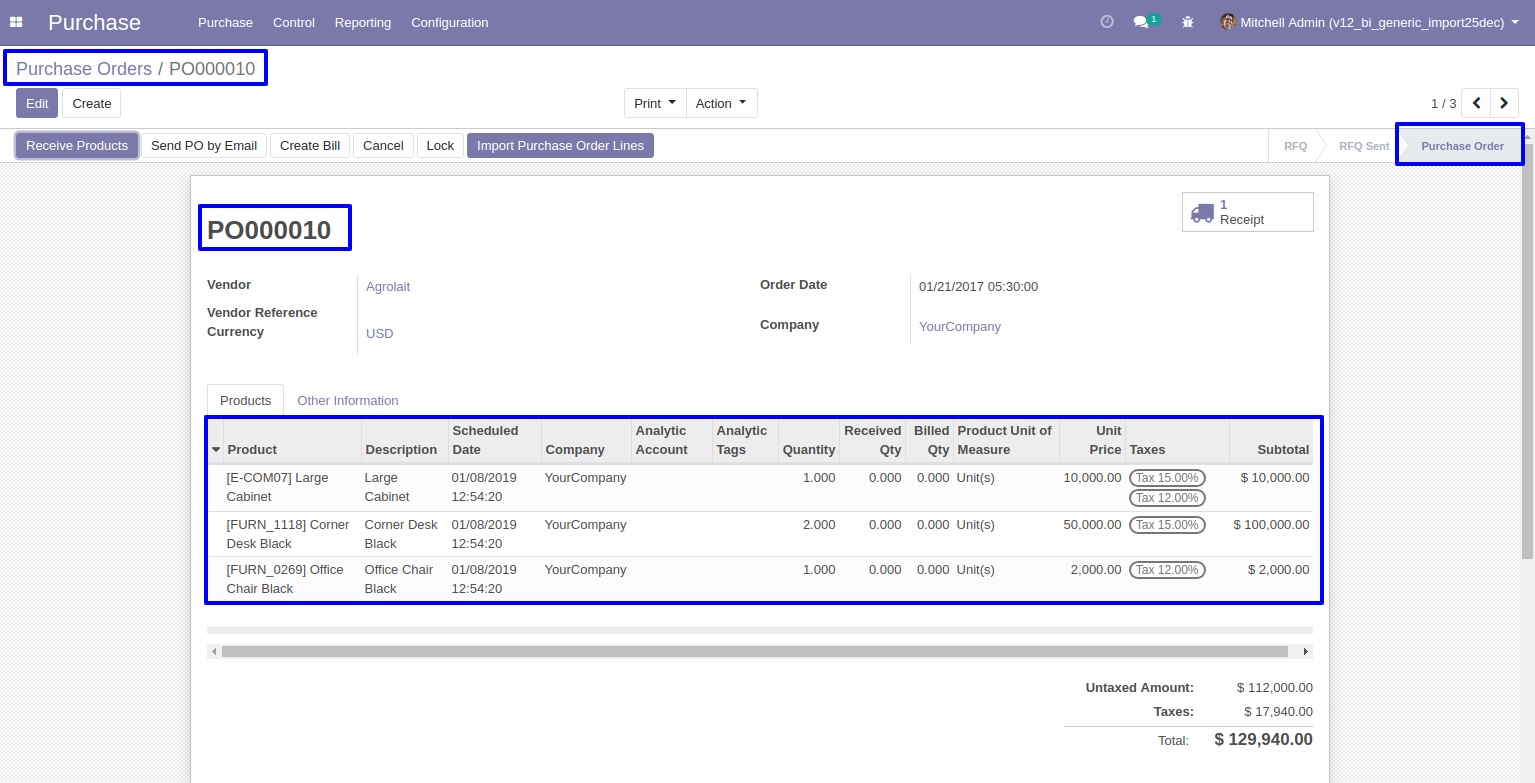 Purchase Purchase Control Reporting Configuration 1 Mitchell Admin (v12_bi_generic_import25dec)
Purchase Orders / PO000010
Edit Create Print Action 1 / 3
Receive Products Send PO by Email Create Bill Cancel Lock Import Purchase Order Lines RFQ RFQ Sent Purchase Order
1
Receipt
PO000010
Vendor Agrolait Order Date 01/21/2017 05:30:00
Vendor Reference
Currency USD Company YourCompany
Products Other Information
Scheduled Analytic Analytic Received Billed Product Unit of Unit
Product Description Date Company Account Tags Quantity Qty Qty Measure Price Taxes Subtotal
[E-COM07] Large Large 01/08/2019 YourCompany 1.000 0.000 0.000 Unit(s) 10,000.00 Tax 15.00% $ 10,000.00
Cabinet Cabinet 12:54:20 Tax 12.00%
[FURN_1118] Corner Corner Desk 01/08/2019 YourCompany 2.000 0.000 0.000 Unit(s) 50,000.00 Tax 15.00% $ 100,000.00
Desk Black Black 12:54:20
[FURN_0269] Office Office Chair 01/08/2019 YourCompany 1.000 0.000 0.000 Unit(s) 2,000.00 Tax 12.00% $ 2,000.00
Chair Black Black 12:54:20
Untaxed Amount: $ 112,000.00
Taxes: $ 17,940.00
Total: $ 129,940.00